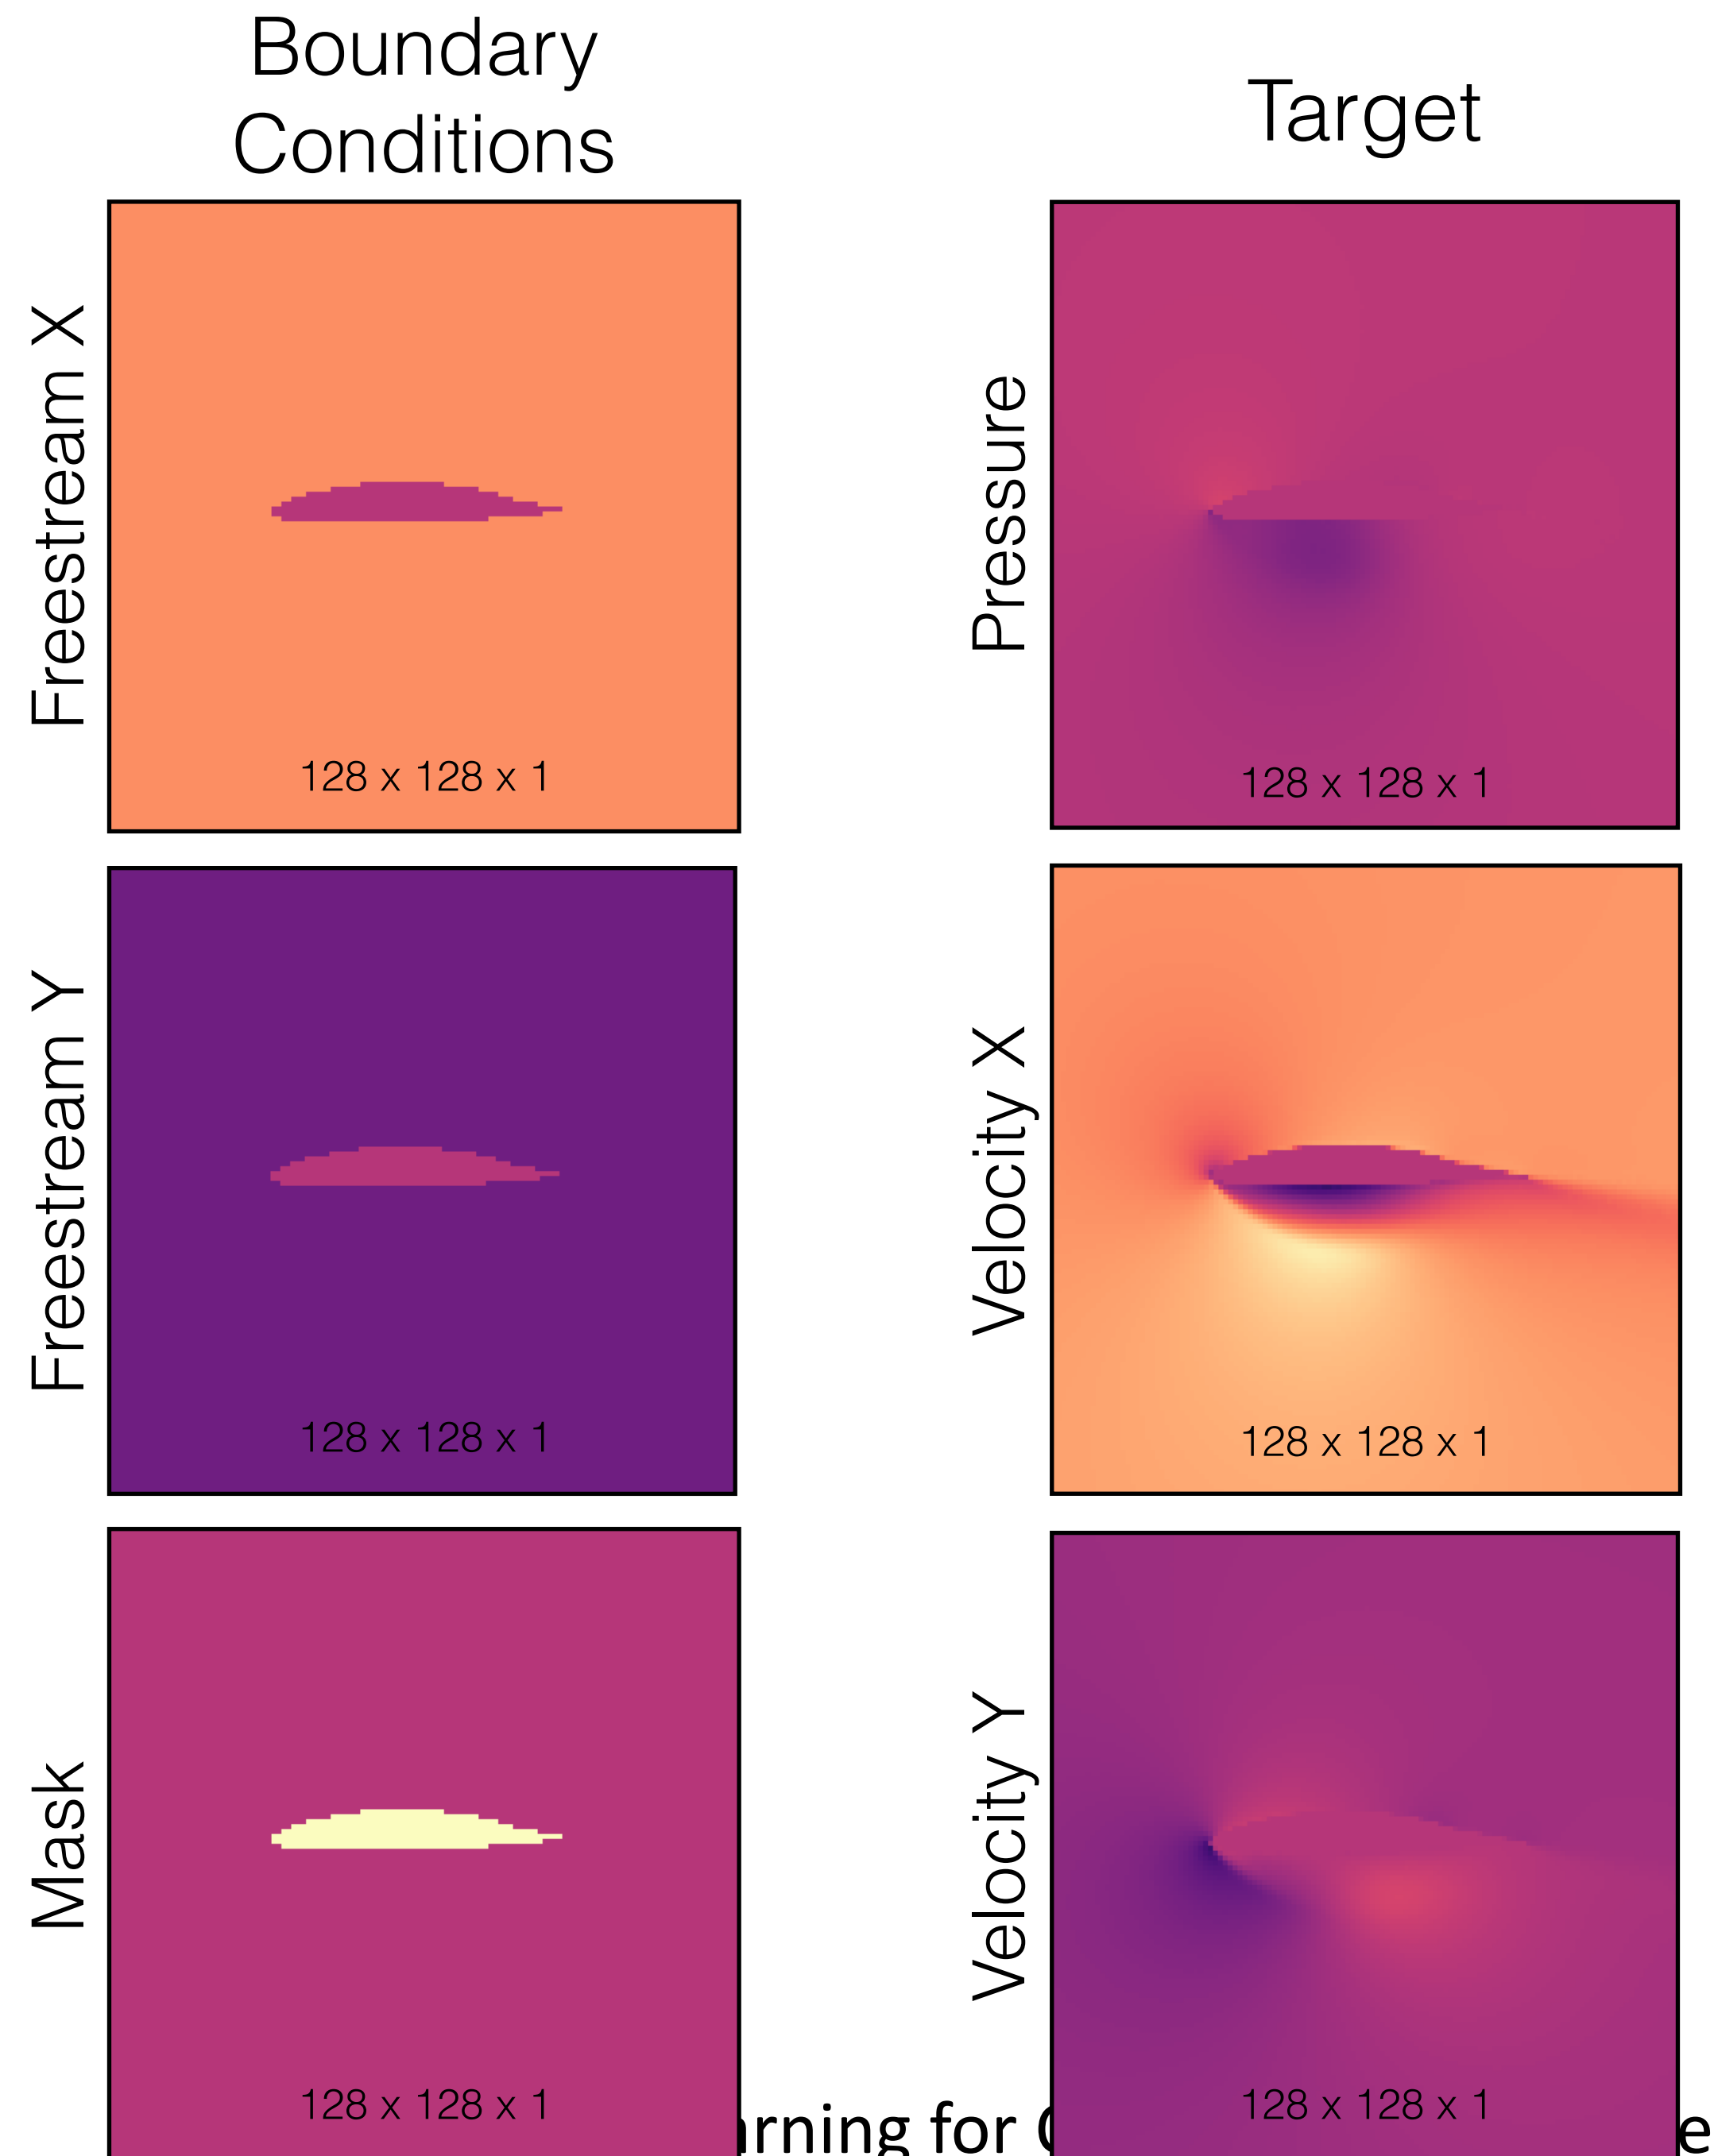 Boundary
Conditions
Target
Freestream X
128 x 128 x 1
Pressure
128 x 128 x 1
Freestream Y
128 x 128 x 1
Velocity X
128 x 128 x 1
Mask
128 x 128 x 1
Velocity Y
128 x 128 x 1
for